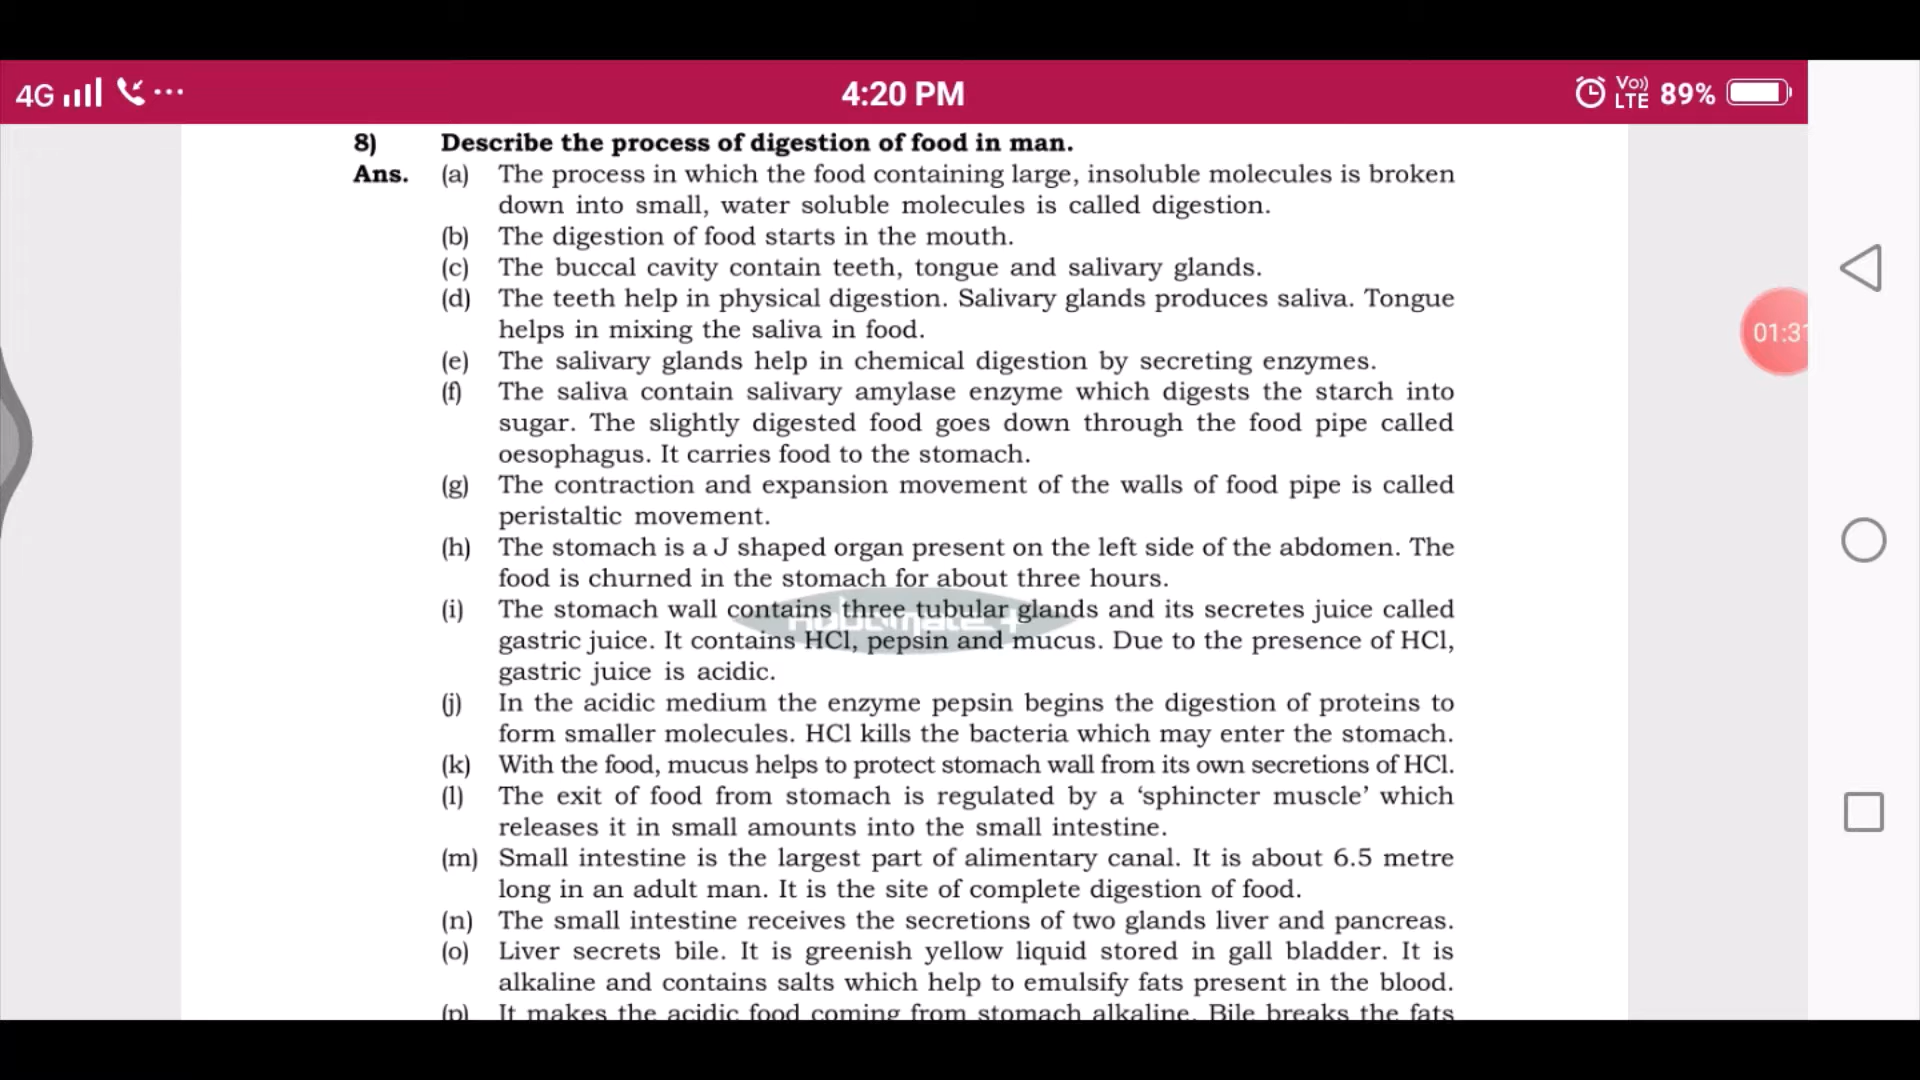 4G ... 4:20 PM Vo)) LTE 89%
8) Describe the process of digestion of food in man.
Ans. (a) The process in which the food containing large, insoluble molecules is broken
down into small, water soluble molecules is called digestion.
(b) The digestion of food starts in the mouth.
(c) The buccal cavity contain teeth, tongue and salivary glands.
(d) The teeth help in physical digestion. Salivary glands produces saliva. Tongue
helps in mixing the saliva in food.
01:31
(e) The salivary glands help in chemical digestion by secreting enzymes.
(f) The saliva contain salivary amylase enzyme which digests the starch into
sugar. The slightly digested food goes down through the food pipe called
oesophagus. It carries food to the stomach.
(g) The contraction and expansion movement of the walls of food pipe is called
peristaltic movement.
(h) The stomach is a J shaped organ present on the left side of the abdomen. The
food is churned in the stomach for about three hours.
(i) The stomach wall contains three tubular glands and its secretes juice called
gastric juice. It contains HCl, pepsin and mucus. Due to the presence of HCl,
gastric juice is acidic.
(j) In the acidic medium the enzyme pepsin begins the digestion of proteins to
form smaller molecules. HCl kills the bacteria which may enter the stomach.
(k) With the food, mucus helps to protect stomach wall from its own secretions of HCl.
(l) The exit of food from stomach is regulated by a ‘sphincter muscle’ which
releases it in small amounts into the small intestine.
(m) Small intestine is the largest part of alimentary canal. It is about 6.5 metre
long in an adult man. It is the site of complete digestion of food.
(n) The small intestine receives the secretions of two glands liver and pancreas.
(o) Liver secrets bile. It is greenish yellow liquid stored in gall bladder. It is
alkaline and contains salts which help to emulsify fats present in the blood.
(p) It makes the acidic food coming from stomach alkaline. Bile breaks the fats